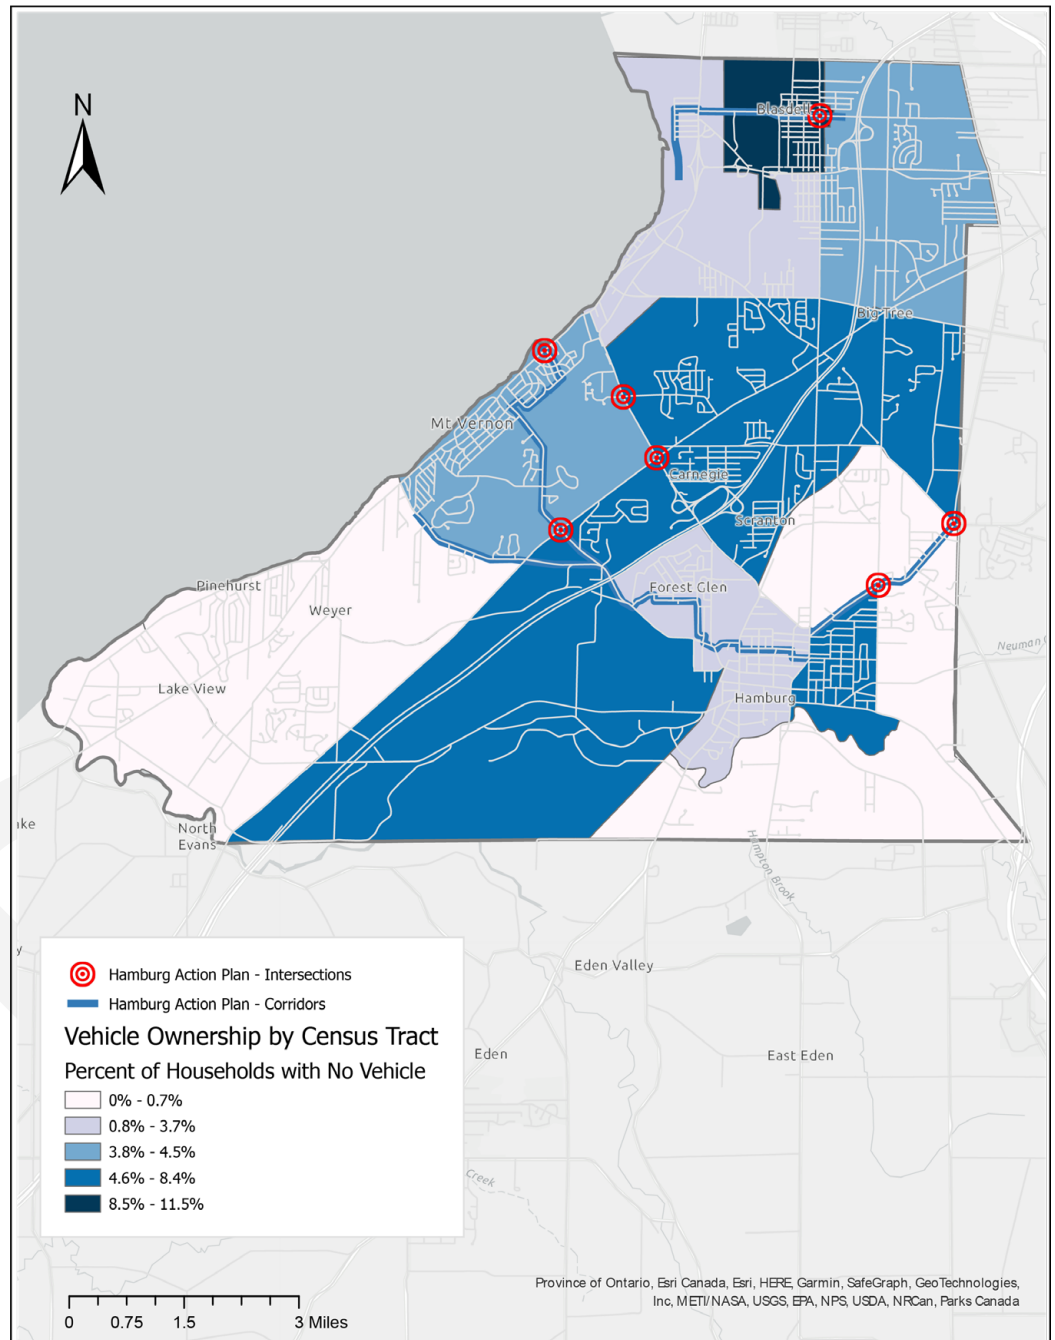 N
Blasdell
Big Tree
Mt Vernon
Carnegie
Scranton
Pinehurst
Weyer
Forest Glen
Lake View
Hamburg
North
Evans
Hampton Brook
Eden Valley
Eden
East Eden
Creek
Hamburg Action Plan - Intersections
Hamburg Action Plan - Corridors
Vehicle Ownership by Census Tract
Percent of Households with No Vehicle
0% - 0.7%
0.8% - 3.7%
3.8% - 4.5%
4.6% - 8.4%
8.5% - 11.5%
Province of Ontario, Esri Canada, Esri, HERE, Garmin, SafeGraph, GeoTechnologies,
Inc, METI/NASA, USGS, EPA, NPS, USDA, NRCan, Parks Canada
0 0.75 1.5 3 Miles